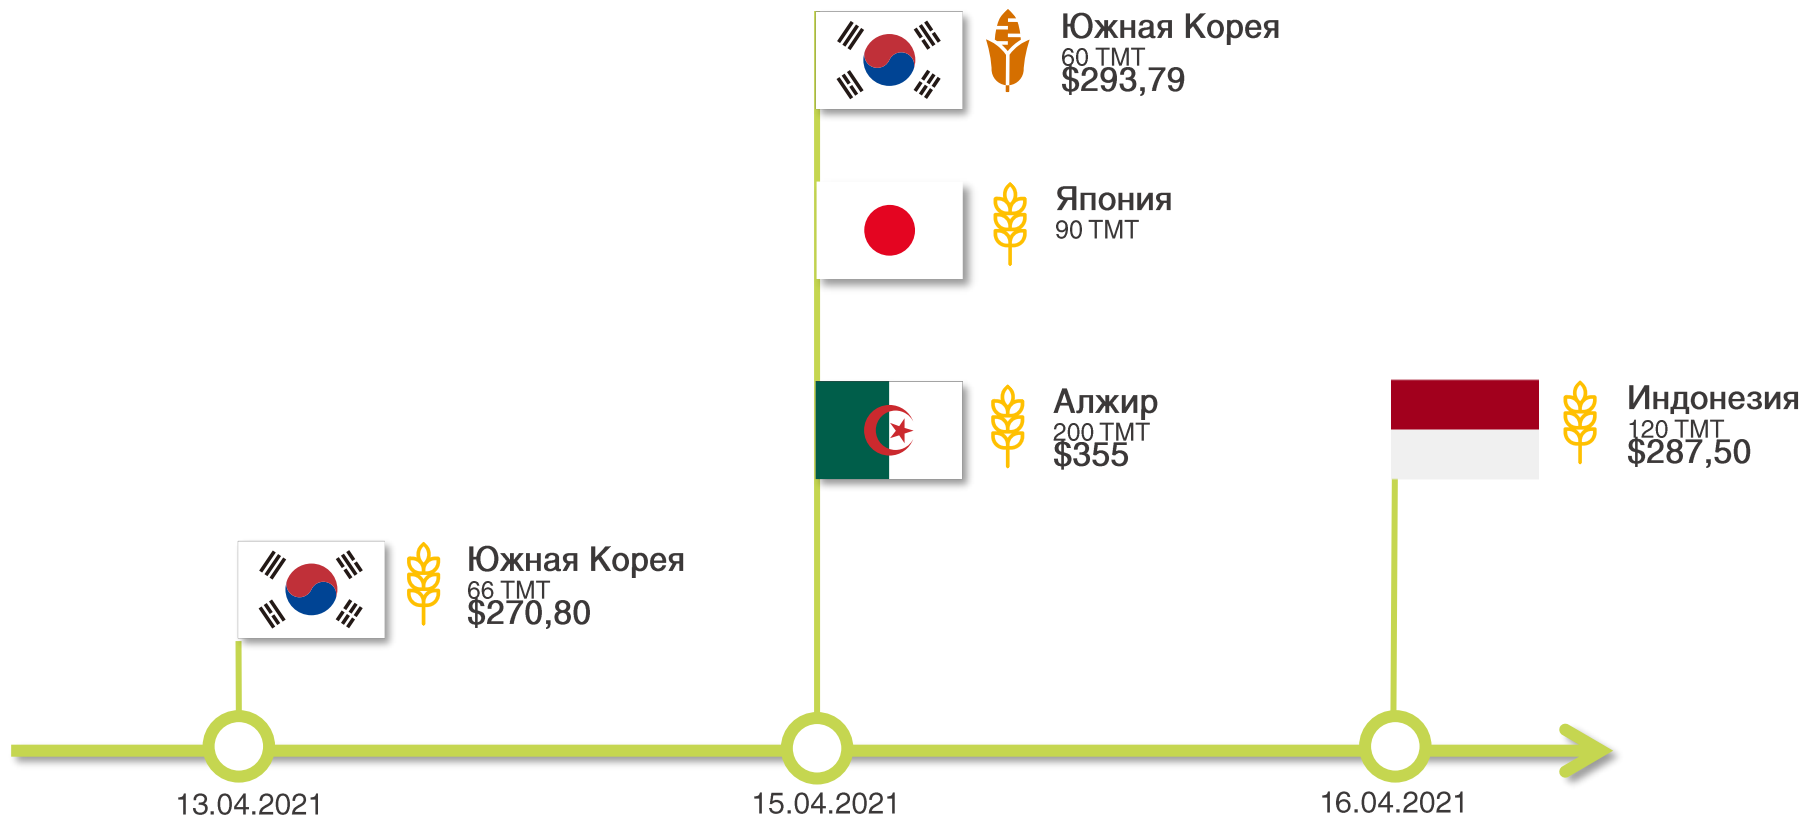 Южная Корея
60 ТМТ
$293,79
Япония
90 ТМТ
Алжир
200 ТМТ
$355
Индонезия
120 ТМТ
$287,50
Южная Корея
66 ТМТ
$270,80
13.04.2021
15.04.2021
16.04.2021